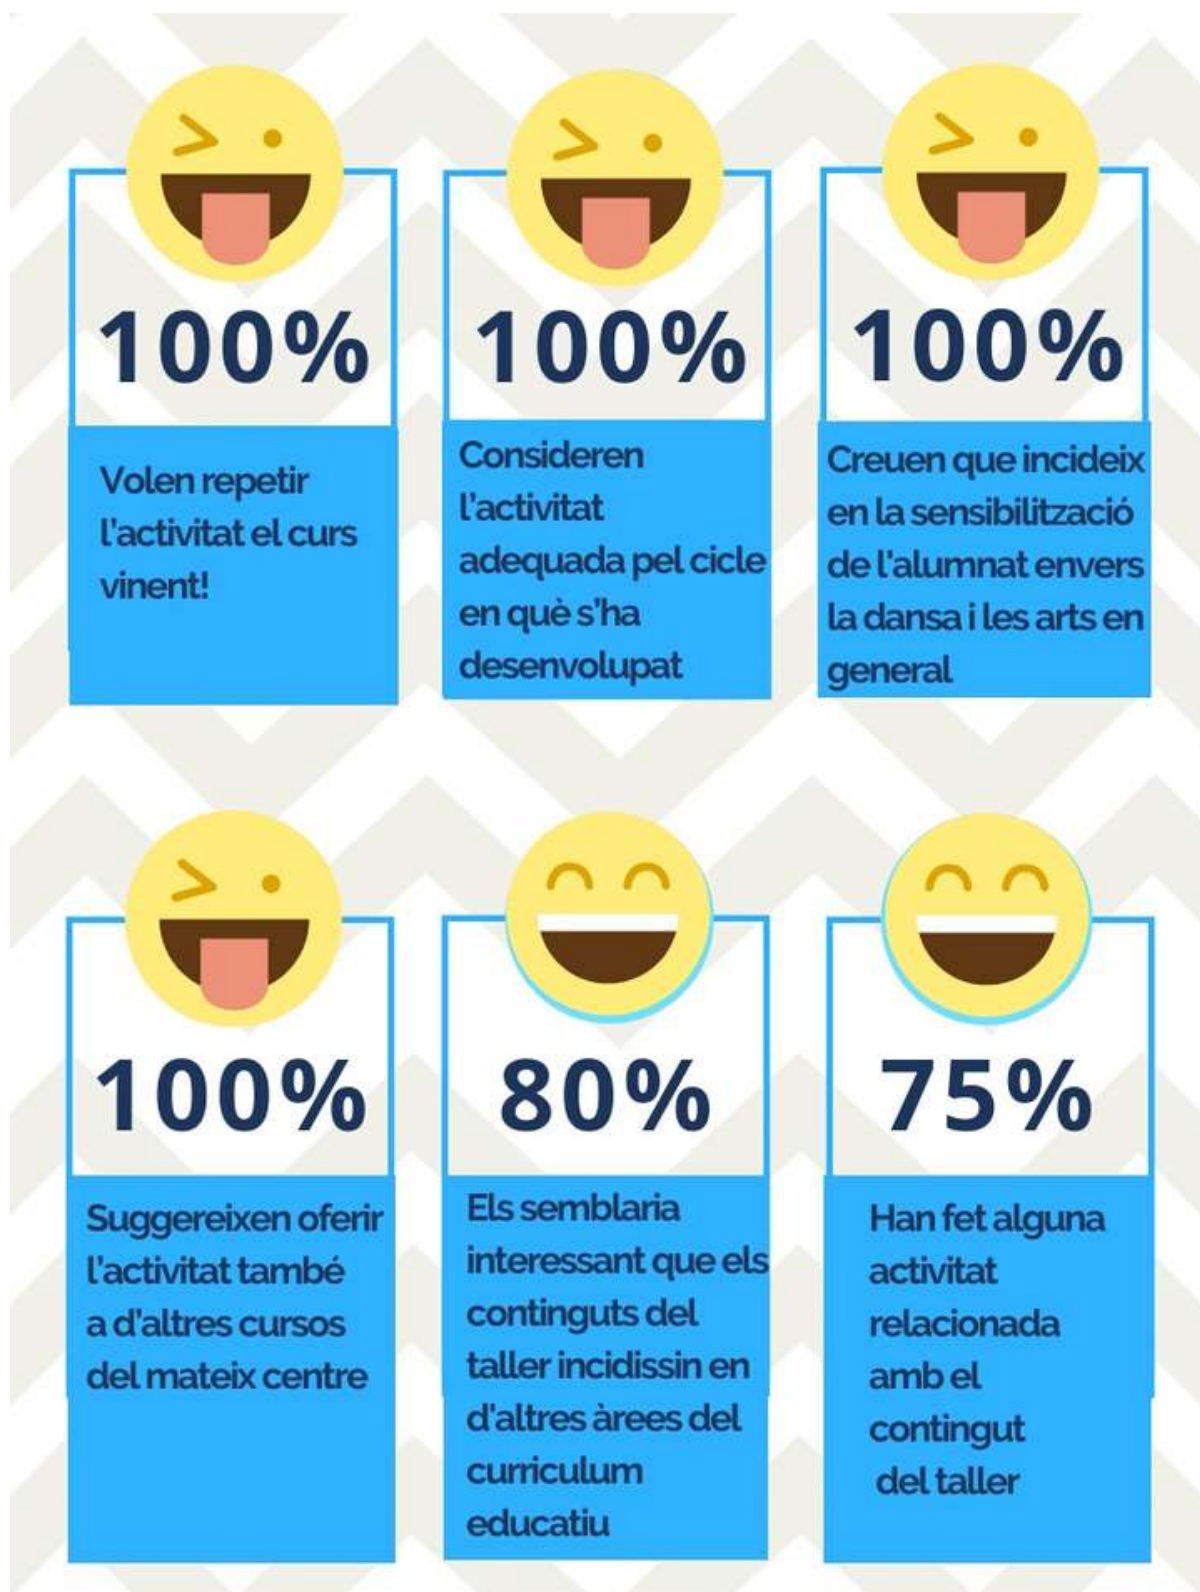 100%
Volen repetir
l'activitat el curs
vinent!
100%
Consideren
l'activitat
adequada pel cicle
en què s'ha
desenvolupat
100%
Creuen que incideix
en la sensibilització
de l'alumnat envers
la dansa i les arts en
general
100%
Suggereixen oferir
l'activitat també
a d'altres cursos
del mateix centre
80%
Els semblaria
interessant que els
continguts del
taller incidissin en
d'altres àrees del
curriculum
educatiu
75%
Han fet alguna
activitat
relacionada
amb el
contingut
del taller